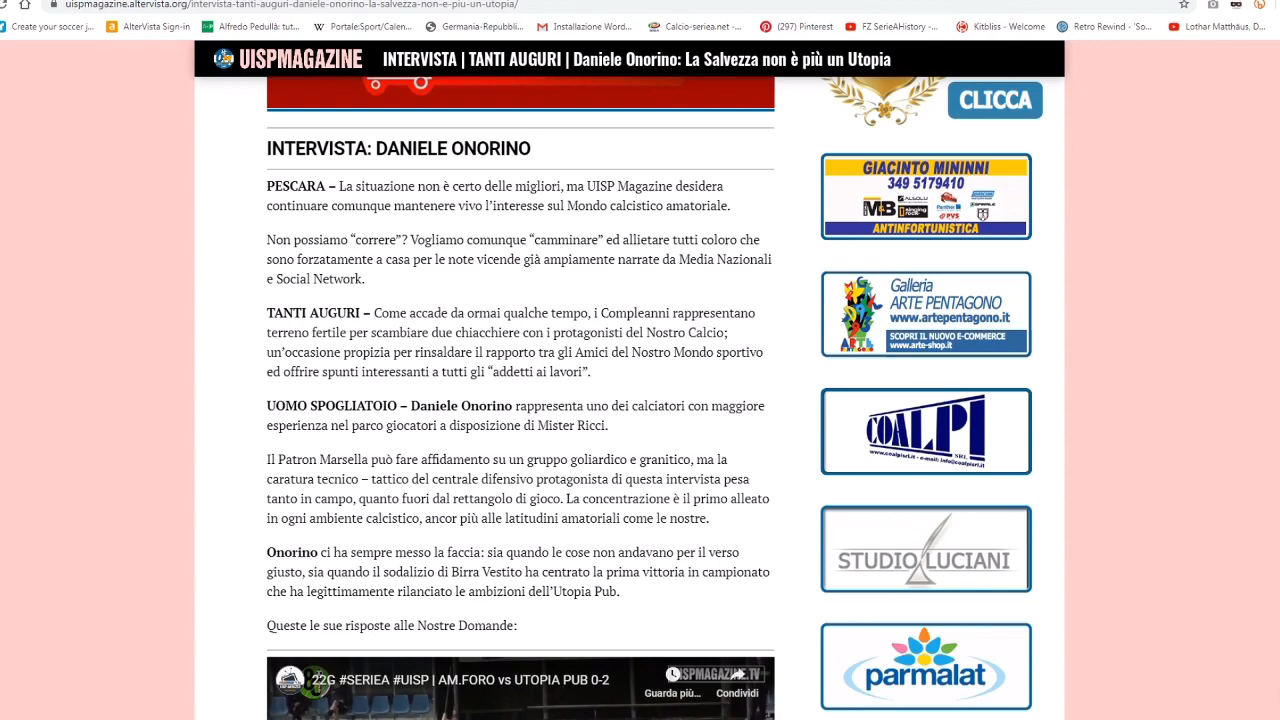 uispmagazine.altervista.org/intervista-tanti-auguri-daniele-onorino-la-salvezza-non-e-piu-un-utopia/
Create your soccer j... AlterVista Sign-in Alfredo Pedullà: tut... Portale:Sport/Calen... Germania-Repubbli... Installazione Word... Calcio-seriea.net -... (297) Pinterest FZ SerieAHistory -... Kitbliss - Welcome Retro Rewind - 'So... Lothar Matthäus, D...
UISPMAGAZINE INTERVISTA | TANTI AUGURI | Daniele Onorino: La Salvezza non è più un Utopia
INTERVISTA: DANIELE ONORINO
PESCARA – La situazione non è certo delle migliori, ma UISP Magazine desidera
continuare comunque mantenere vivo l'interesse sul Mondo calcistico amatoriale.
Non possiamo “correre”? Vogliamo comunque “camminare” ed allietare tutti coloro che
sono forzatamente a casa per le note vicende già ampiamente narrate da Media Nazionali
e Social Network.
TANTI AUGURI – Come accade da ormai qualche tempo, i Compleanni rappresentano
terreno fertile per scambiare due chiacchiere con i protagonisti del Nostro Calcio;
un’occasione propizia per rinsaldare il rapporto tra gli Amici del Nostro Mondo sportivo
ed offrire spunti interessanti a tutti gli “addetti ai lavori”.
UOMO SPOGLIATOIO – Daniele Onorino rappresenta uno dei calciatori con maggiore
esperienza nel parco giocatori a disposizione di Mister Ricci.
Il Patron Marsella può fare affidamento su un gruppo goliardico e granitico, ma la
caratura tecnico – tattico del centrale difensivo protagonista di questa intervista pesa
tanto in campo, quanto fuori dal rettangolo di gioco. La concentrazione è il primo alleato
in ogni ambiente calcistico, ancor più alle latitudini amatoriali come le nostre.
Onorino ci ha sempre messo la faccia: sia quando le cose non andavano per il verso
giusto, sia quando il sodalizio di Birra Vestito ha centrato la prima vittoria in campionato
che ha legittimamente rilanciato le ambizioni dell’Utopia Pub.
Queste le sue risposte alle Nostre Domande:
22G #SERIEA #UISP | AM.FORO vs UTOPIA PUB 0-2
UISPMAGAZINE.TV
Guarda più... Condividi
CLICCA
GIACINTO MININNI
349 5179410
MB
PVS
ANTINFORTUNISTICA
Galleria
ARTE PENTAGONO
www.artepentagono.it
SCOPRI IL NUOVO E-COMMERCE
www.arte-shop.it
ARTE
COALPI
SRL
www.coalpisrl.it - e-mail: info@coalpisrl.it
STUDIO LUCIANI
parmalat